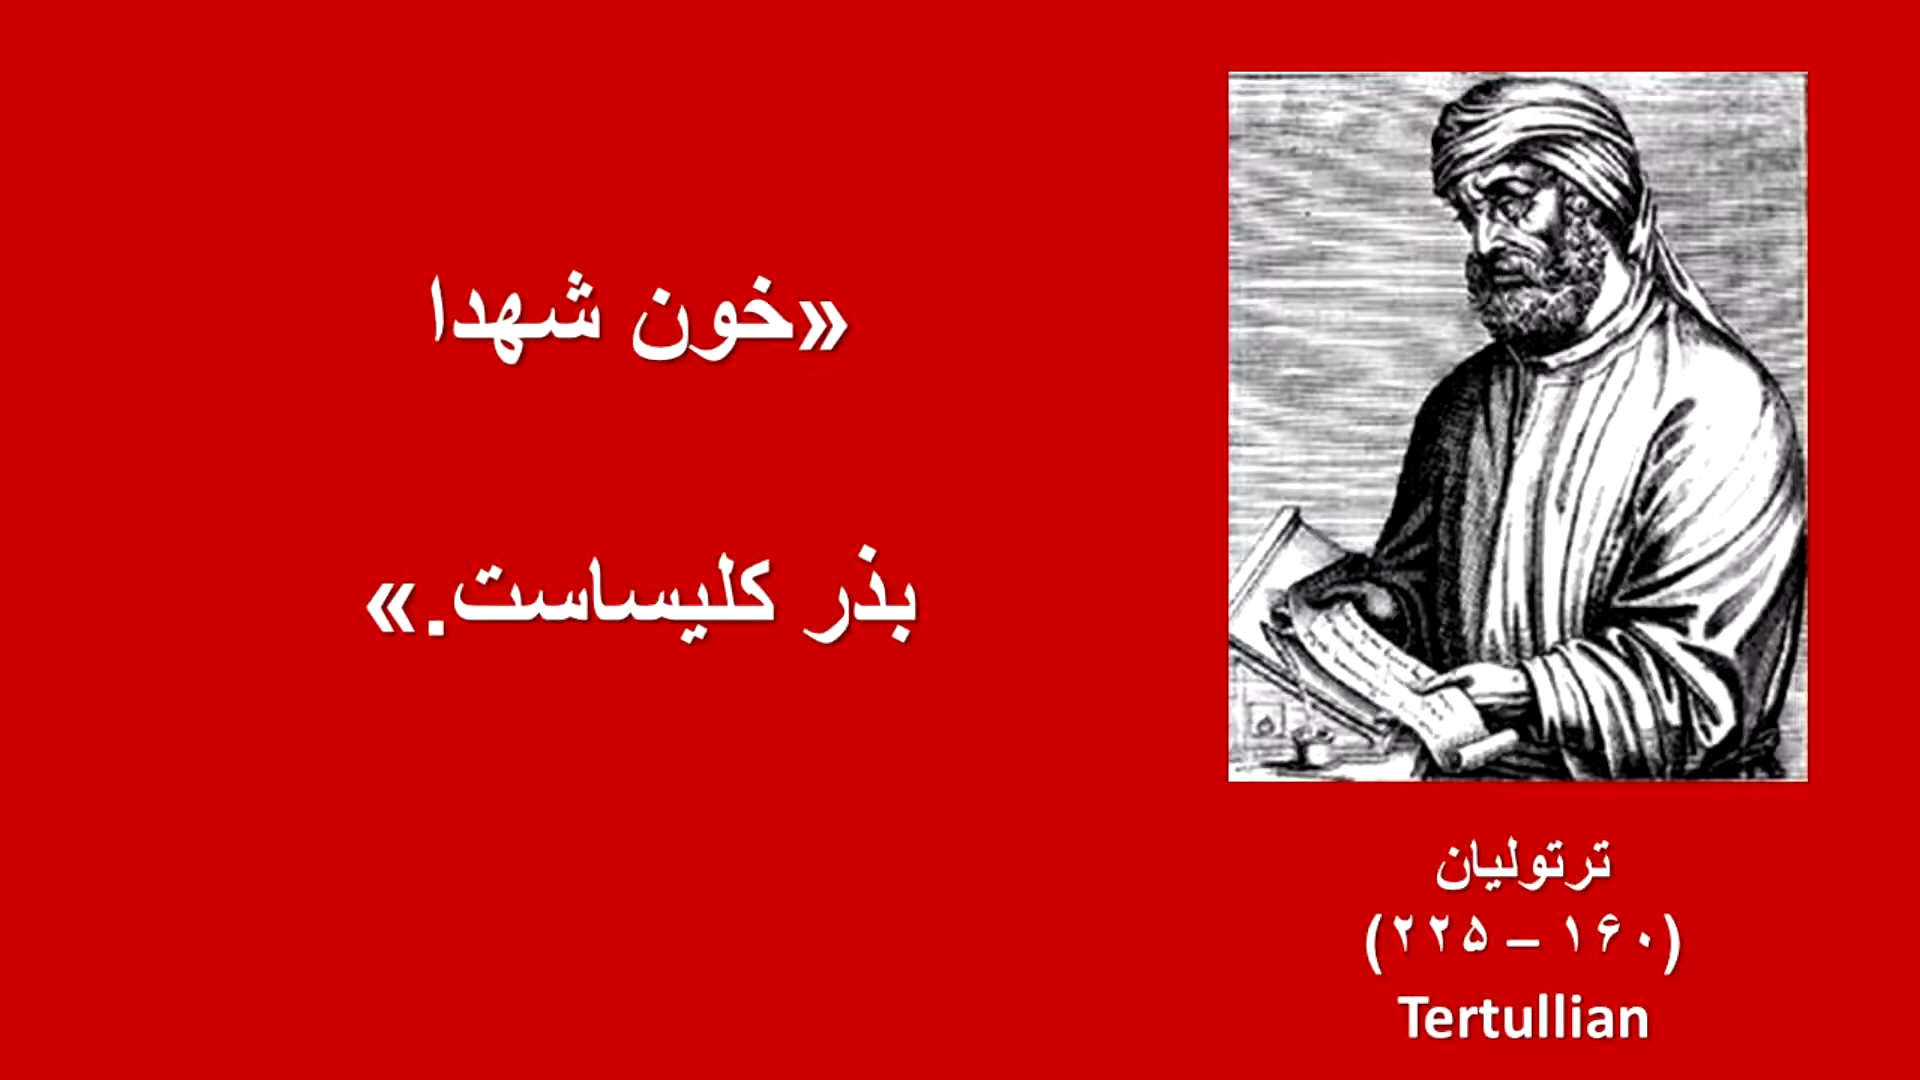 «خون شهدا
بذر کلیساست.»
ترتولیان
(۱۶۰ – ۲۲۵)
Tertullian